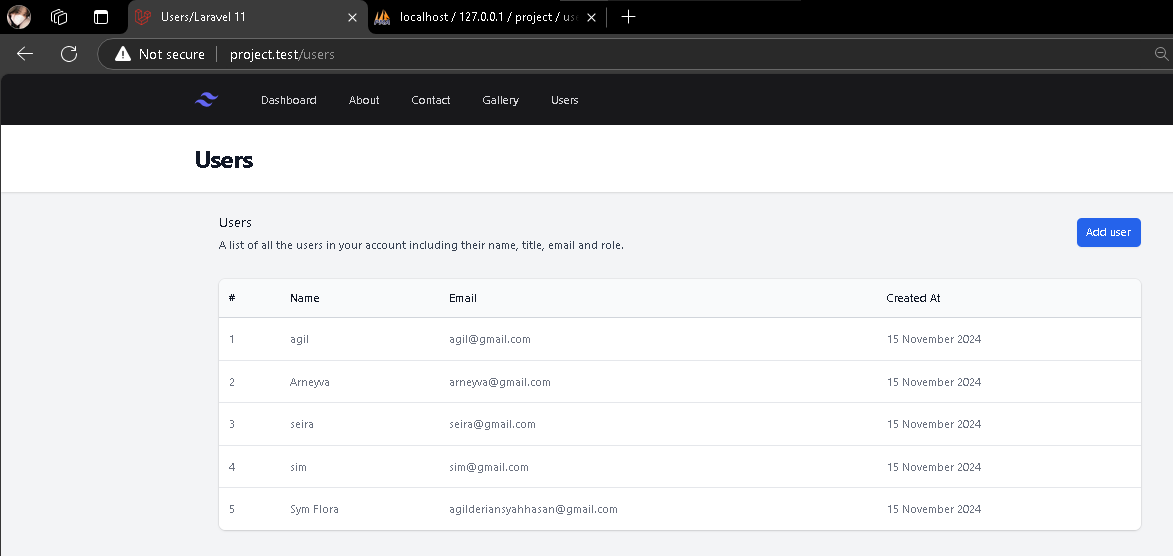 Users/Laravel 11
localhost / 127.0.0.1 / project / us
Not secure
project.test/users
Dashboard About Contact Gallery Users
Users
Users
A list of all the users in your account including their name, title, email and role.
Add user
# Name Email Created At
1 agil agil@gmail.com 15 November 2024
2 Arneyva arneyva@gmail.com 15 November 2024
3 seira seira@gmail.com 15 November 2024
4 sim sim@gmail.com 15 November 2024
5 Sym Flora agilderiansyahhasan@gmail.com 15 November 2024